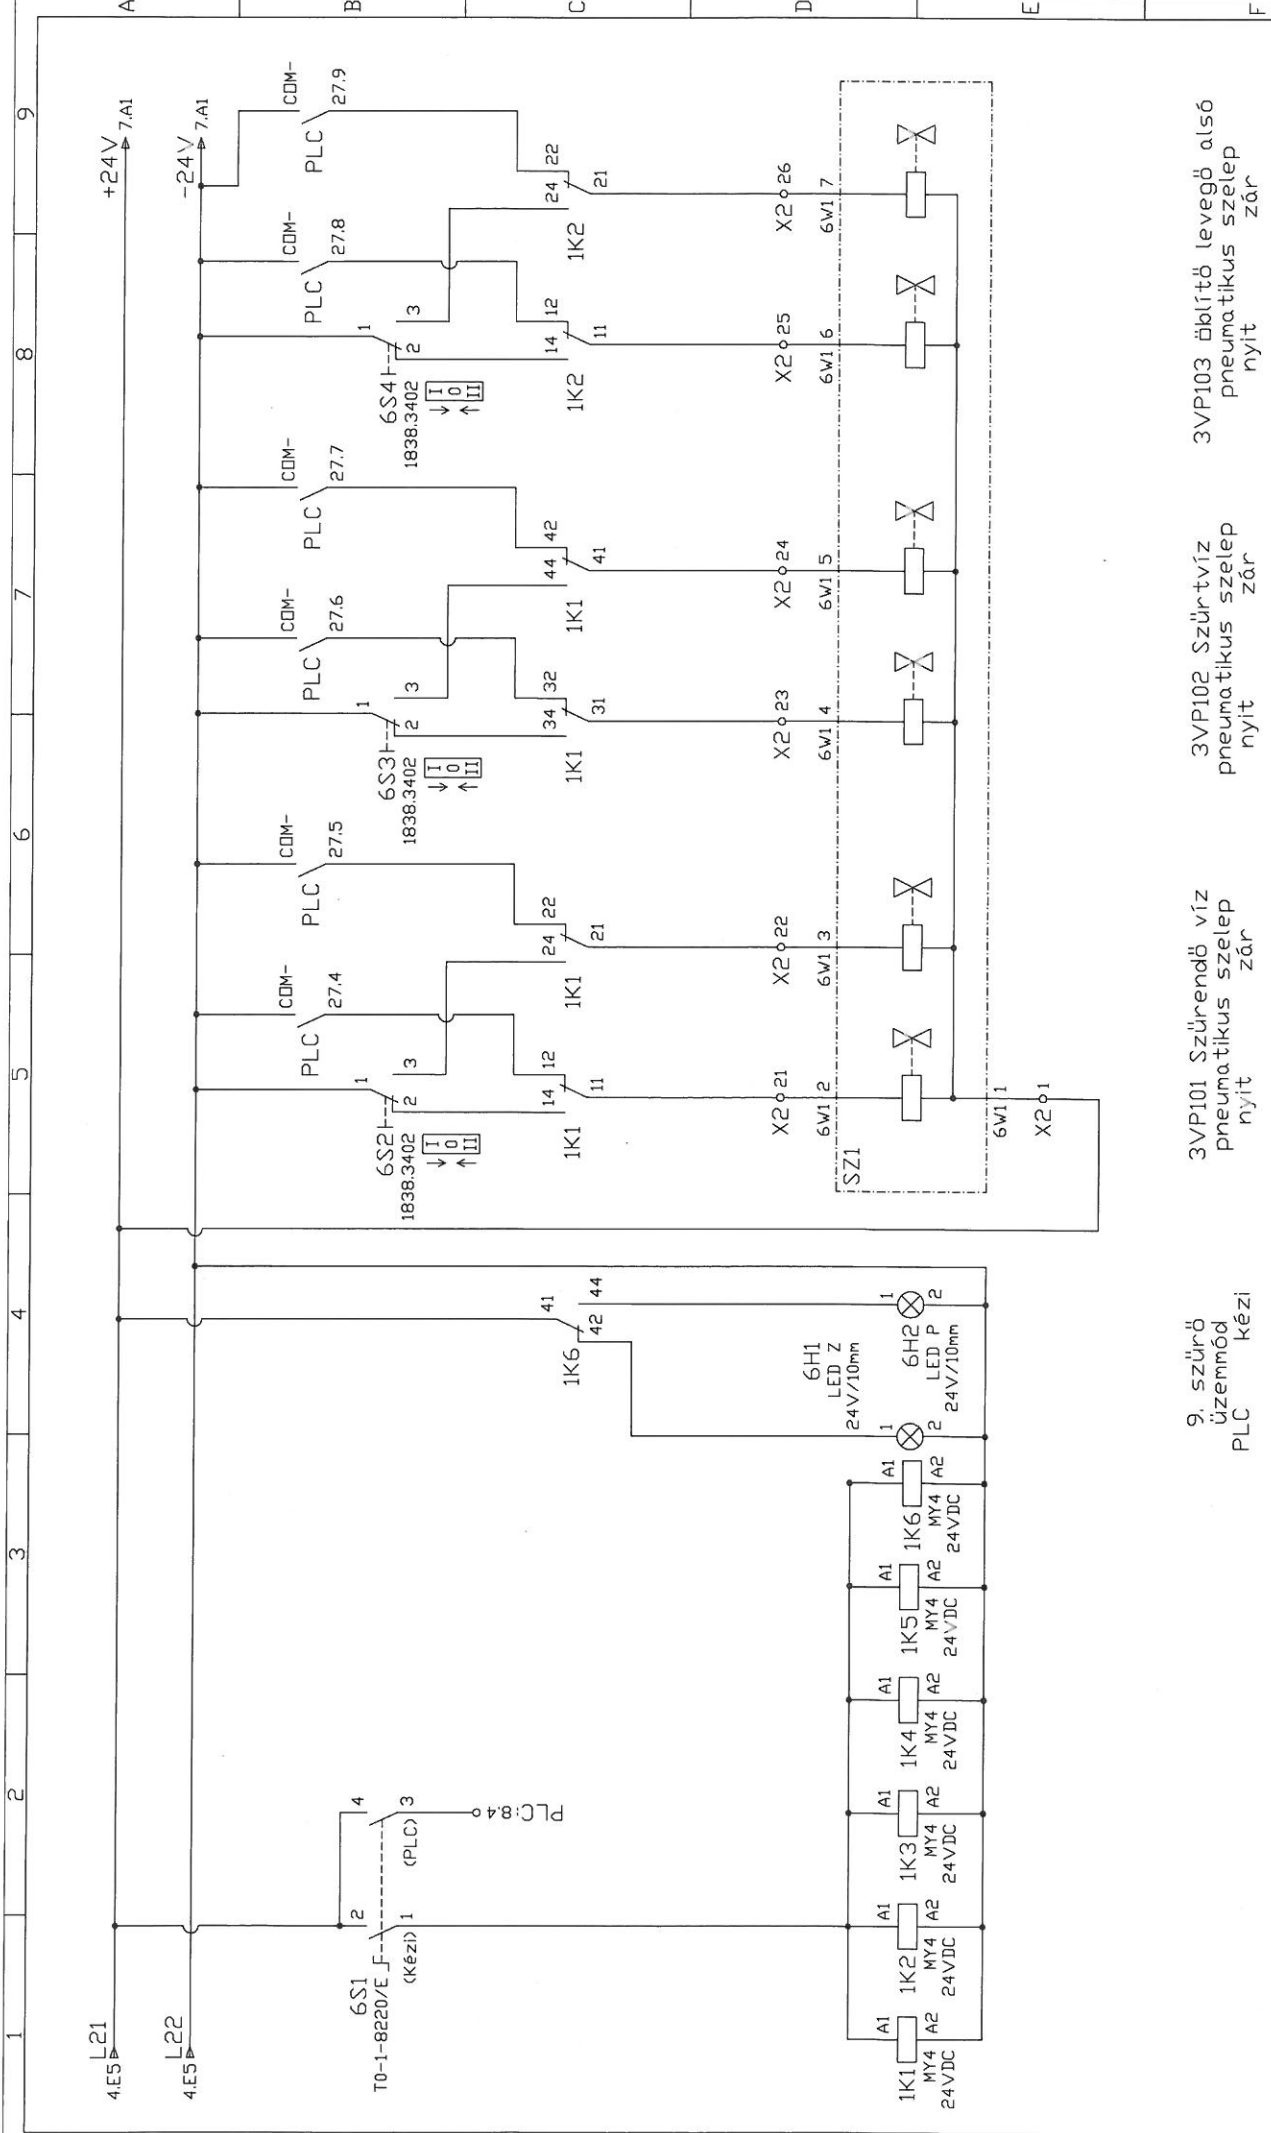 1
2
3
4
5
6
7
8
9
A
B
C
D
E
F
L21
4.E5
L22
4.E5
+24V
7.A1
-24V
7.A1
6S1
T0-1-8220/E
2
1
(Kézi)
4
3
(PLC)
PLC:8.4
1K1
MY4
24VDC
A1
A2
1K2
MY4
24VDC
A1
A2
1K3
MY4
24VDC
A1
A2
1K4
MY4
24VDC
A1
A2
1K5
MY4
24VDC
A1
A2
1K6
MY4
24VDC
A1
A2
1K6
41
42
44
6H1
LED Z
24V/10mm
1
2
6H2
LED P
24V/10mm
1
2
9. szűrő
üzemmód
PLC kézi
6S2
1838.3402
I
0
II
1
2
3
PLC
COM-
27.4
PLC
COM-
27.5
1K1
14
12
11
1K1
24
22
21
X2
21
6W1
2
X2
22
6W1
3
SZ1
6W1
1
X2
1
3VP101 Szűrendő víz
pneumatikus szelep
nyit zár
6S3
1838.3402
I
0
II
1
2
3
PLC
COM-
27.6
PLC
COM-
27.7
1K1
34
32
31
1K1
44
42
41
X2
23
6W1
4
X2
24
6W1
5
3VP102 Szűrtvíz
pneumatikus szelep
nyit zár
6S4
1838.3402
I
0
II
1
2
3
PLC
COM-
27.8
PLC
COM-
27.9
1K2
14
12
11
1K2
24
22
21
X2
25
6W1
6
X2
26
6W1
7
3VP103 öblítő levegő alsó
pneumatikus szelep
nyit zár